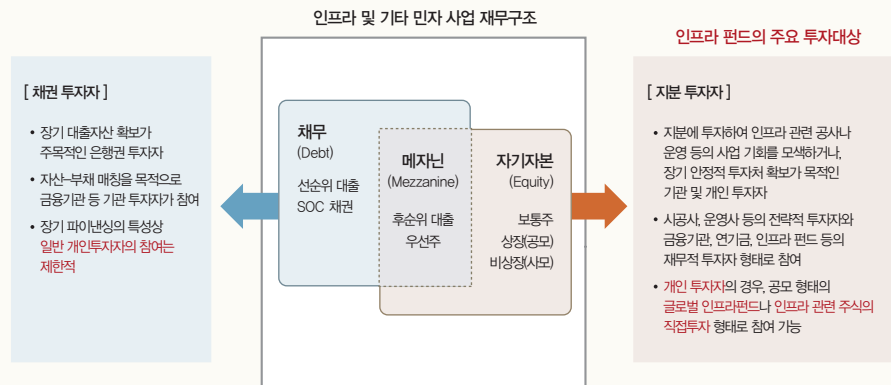 인프라 및 기타 민자 사업 재무구조
인프라 펀드의 주요 투자대상
[ 채권 투자자 ]
• 장기 대출자산 확보가
주목적인 은행권 투자자
• 자산–부채 매칭을 목적으로
금융기관 등 기관 투자자가 참여
• 장기 파이낸싱의 특성상
일반 개인투자자의 참여는
제한적
채무
(Debt)
선순위 대출
SOC 채권
메자닌
(Mezzanine)
후순위 대출
우선주
자기자본
(Equity)
보통주
상장(공모)
비상장(사모)
[ 지분 투자자 ]
• 지분에 투자하여 인프라 관련 공사나
운영 등의 사업 기회를 모색하거나,
장기 안정적 투자처 확보가 목적인
기관 및 개인 투자자
• 시공사, 운영사 등의 전략적 투자자와
금융기관, 연기금, 인프라 펀드 등의
재무적 투자자 형태로 참여
• 개인 투자자의 경우, 공모 형태의
글로벌 인프라펀드나 인프라 관련 주식의
직접투자 형태로 참여 가능